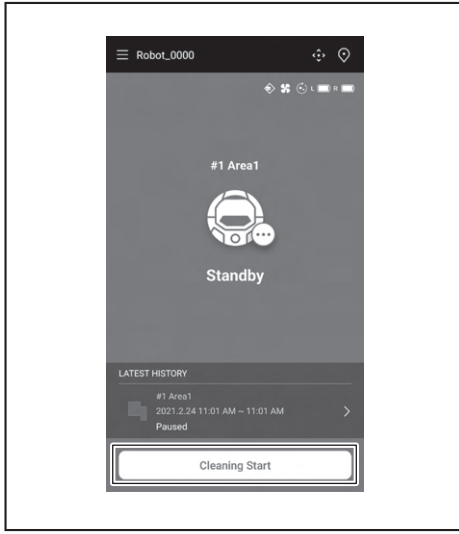 Robot_0000
L R
#1 Area1
Standby
LATEST HISTORY
#1 Area1
2021.2.24 11:01 AM ~ 11:01 AM
Paused
Cleaning Start